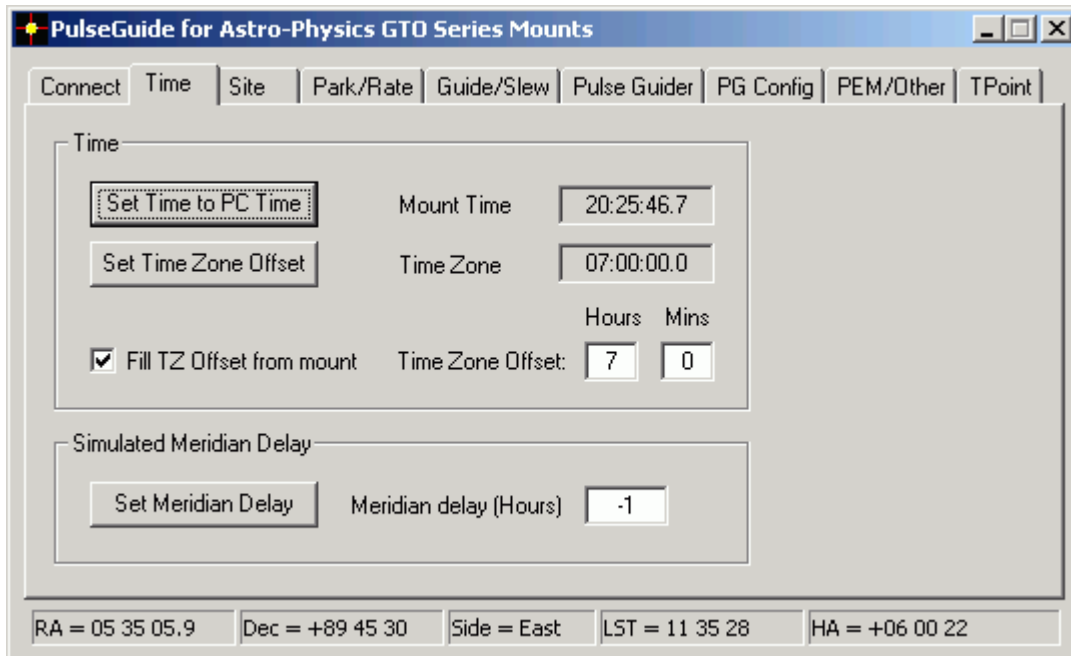 PulseGuide for Astro-Physics GTO Series Mounts
Connect Time Site Park/Rate Guide/Slew Pulse Guider PG Config PEM/Other TPoint
Time
Set Time to PC Time Mount Time 20:25:46.7
Set Time Zone Offset Time Zone 07:00:00.0
Hours Mins
Fill TZ Offset from mount Time Zone Offset: 7 0
Simulated Meridian Delay
Set Meridian Delay Meridian delay (Hours) -1
RA = 05 35 05.9 Dec = +89 45 30 Side = East LST = 11 35 28 HA = +06 00 22